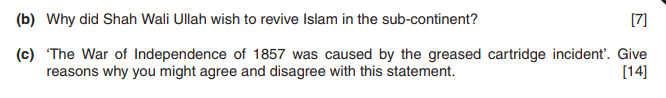 (b) Why did Shah Wali Ullah wish to revive Islam in the sub-continent? [7]
(c) ‘The War of Independence of 1857 was caused by the greased cartridge incident’. Give
reasons why you might agree and disagree with this statement. [14]